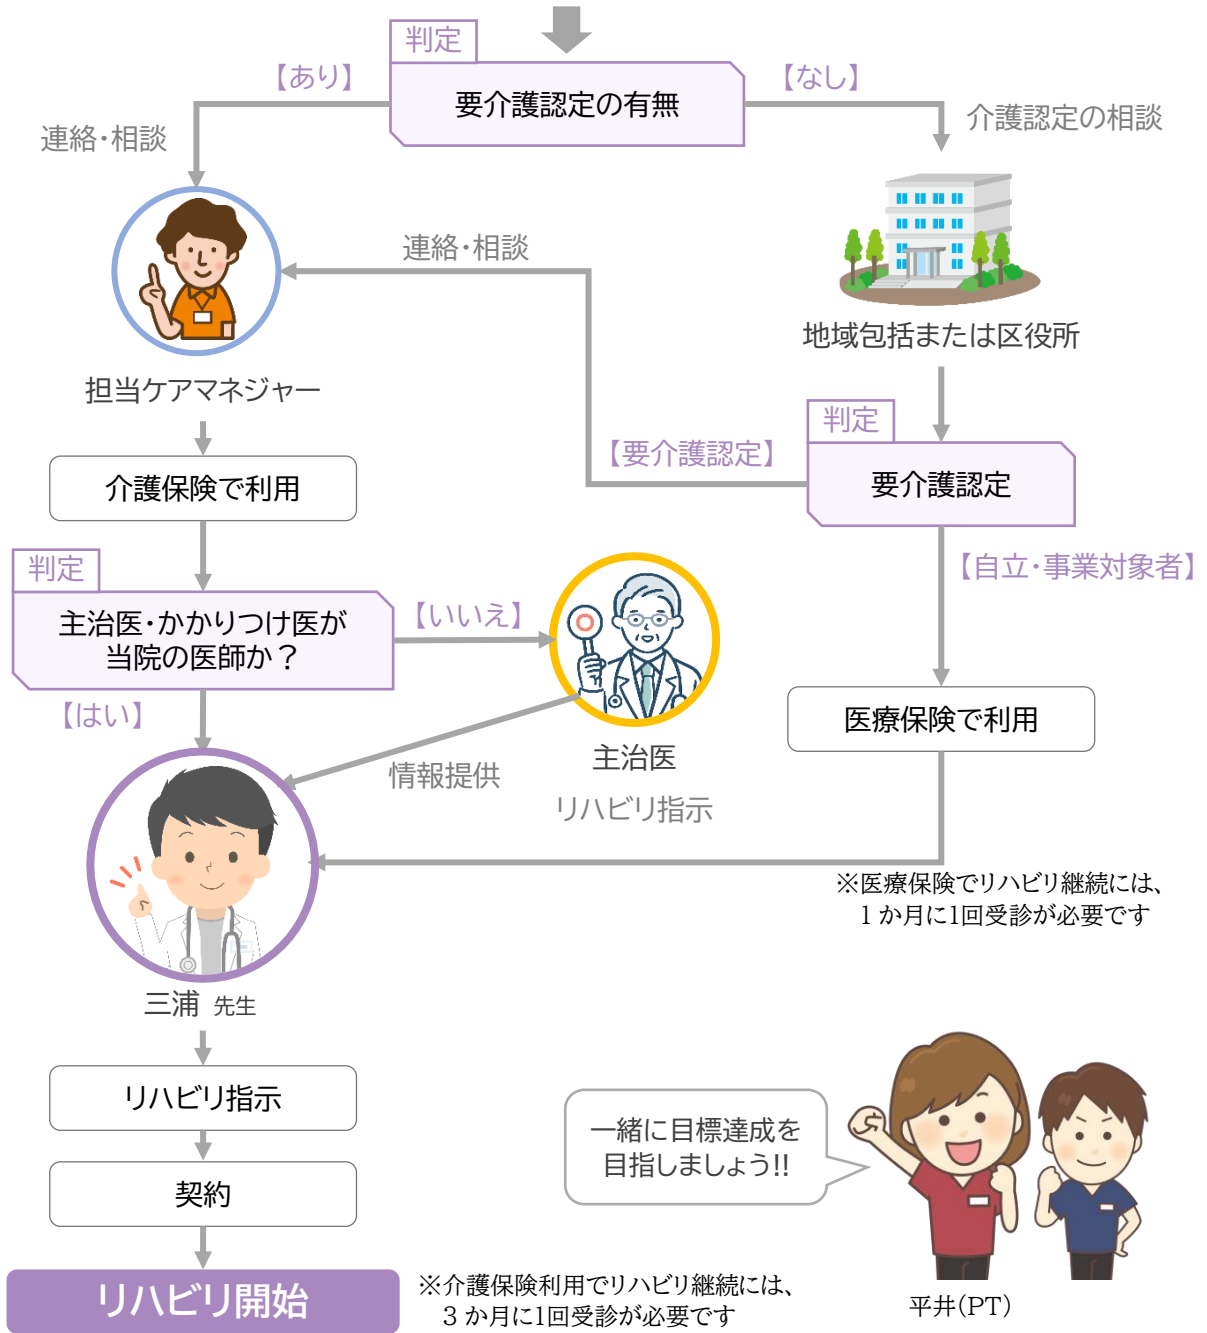 判定
要介護認定の有無
【あり】
【なし】
連絡・相談
介護認定の相談
連絡・相談
地域包括または区役所
担当ケアマネジャー
判定
要介護認定
【要介護認定】
介護保険で利用
【自立・事業対象者】
判定
主治医・かかりつけ医が
当院の医師か？
【いいえ】
【はい】
医療保険で利用
主治医
リハビリ指示
情報提供
※医療保険でリハビリ継続には、
1か月に1回受診が必要です
三浦 先生
リハビリ指示
契約
リハビリ開始
※介護保険利用でリハビリ継続には、
3か月に1回受診が必要です
一緒に目標達成を
目指しましょう!!
平井(PT)